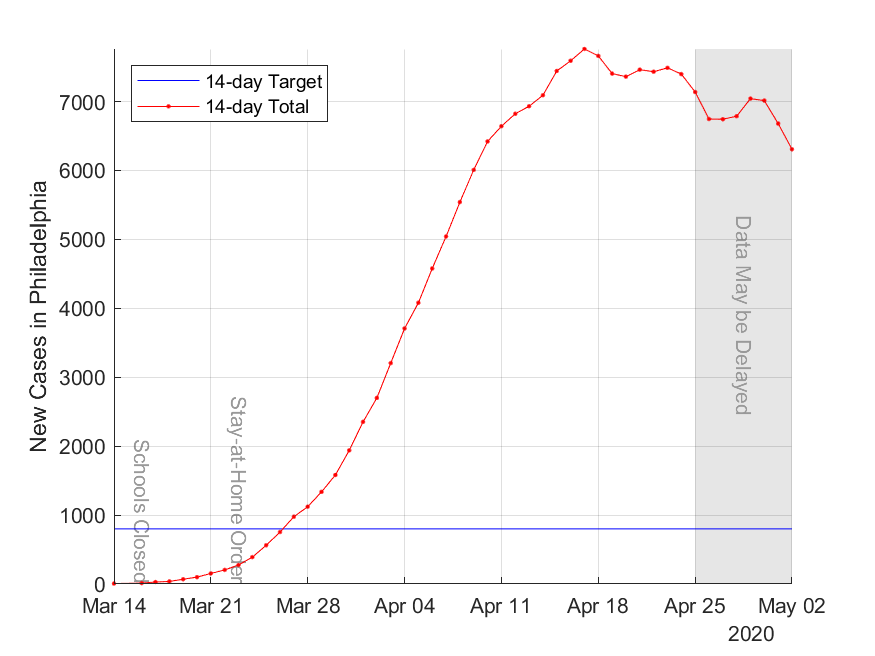 14-day Target
14-day Total
New Cases in Philadelphia
7000
6000
5000
4000
3000
2000
1000
0
Schools Closed
Stay-at-Home Order
Data May be Delayed
Mar 14
Mar 21
Mar 28
Apr 04
Apr 11
Apr 18
Apr 25
May 02
2020